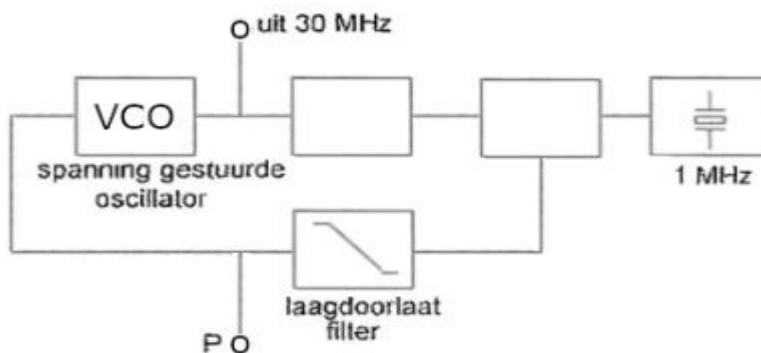 uit 30 MHz
VCO
spanning gestuurde
oscillator
1 MHz
laagdoorlaat
filter
P